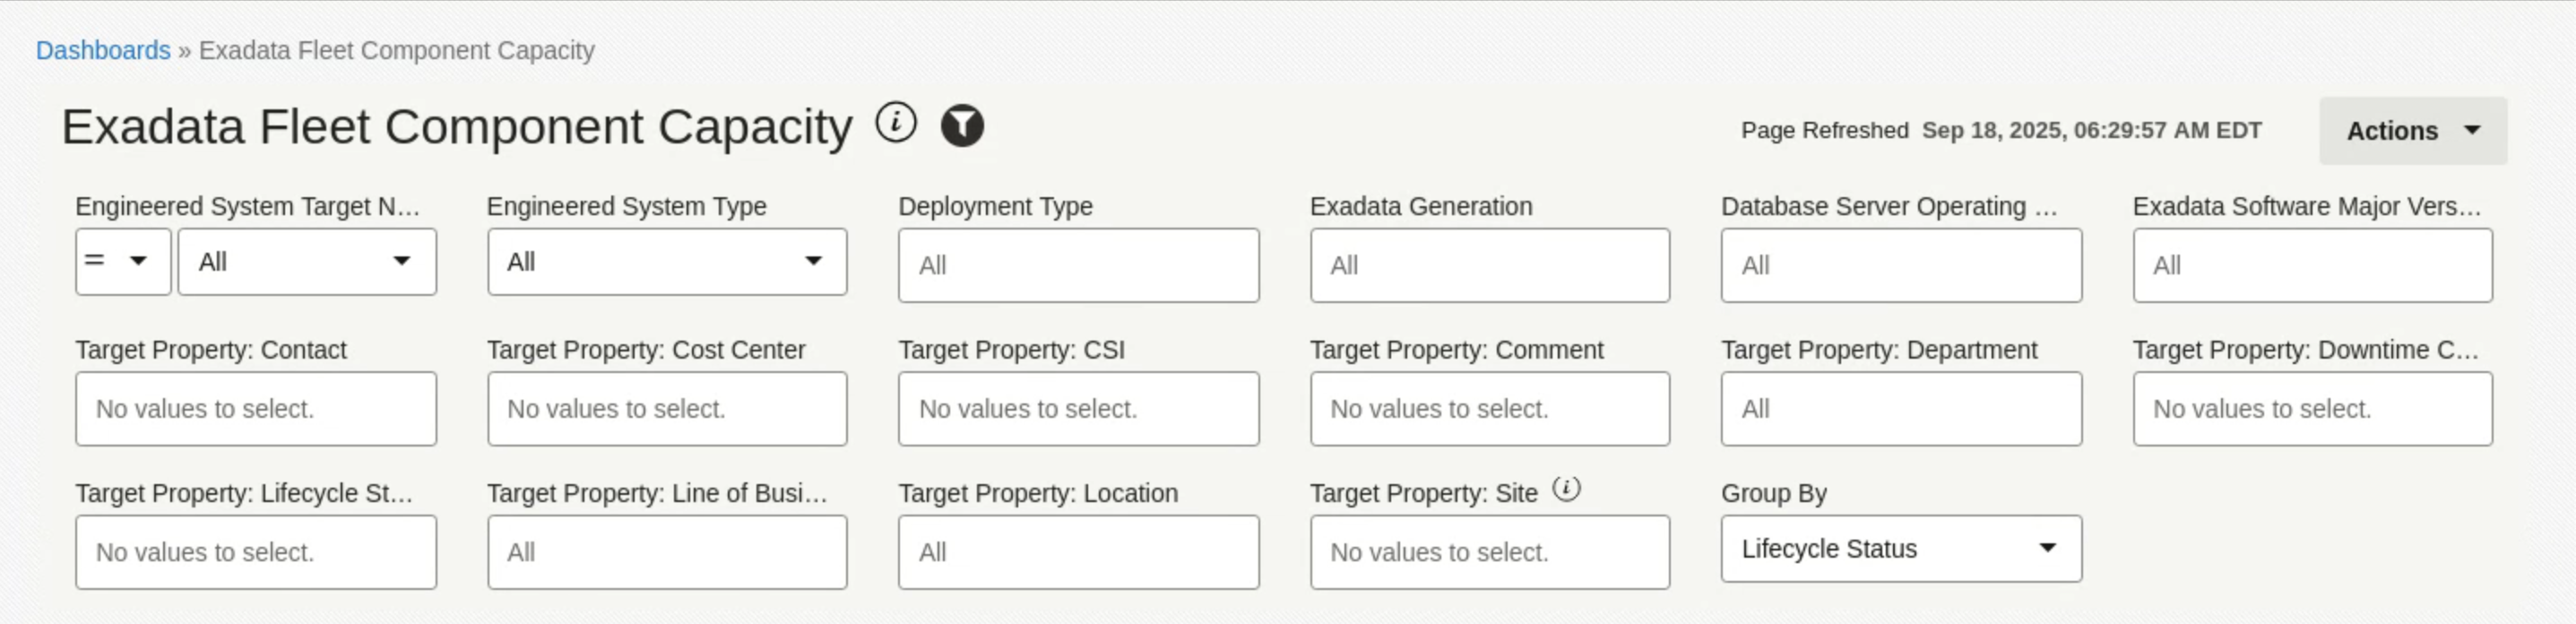 Dashboards » Exadata Fleet Component Capacity
Exadata Fleet Component Capacity
Page Refreshed Sep 18, 2025, 06:29:57 AM EDT
Actions
Engineered System Target N... Engineered System Type Deployment Type Exadata Generation Database Server Operating ... Exadata Software Major Vers...
= All All All All All All
Target Property: Contact Target Property: Cost Center Target Property: CSI Target Property: Comment Target Property: Department Target Property: Downtime C...
No values to select. No values to select. No values to select. No values to select. All No values to select.
Target Property: Lifecycle St... Target Property: Line of Busi... Target Property: Location Target Property: Site Group By
No values to select. All All No values to select. Lifecycle Status